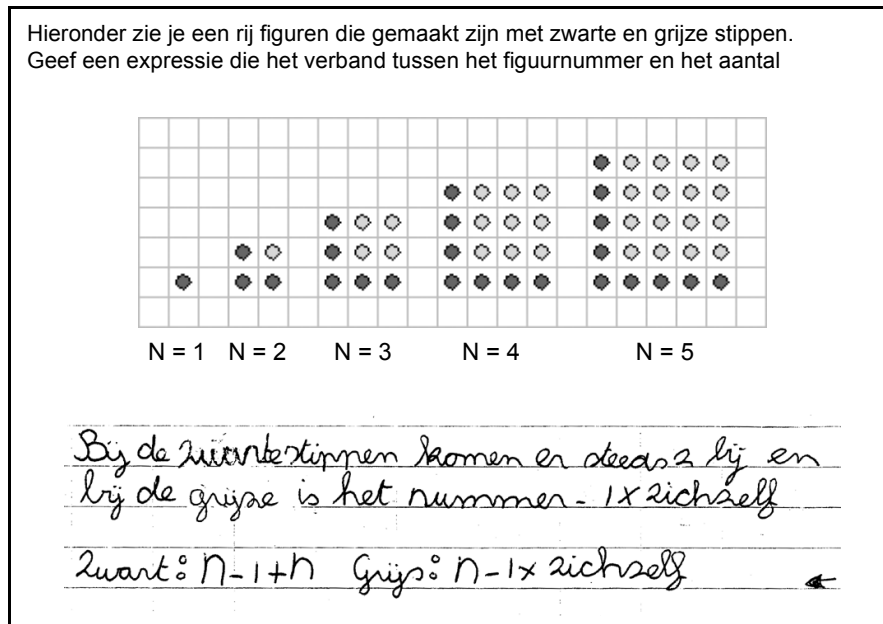 Hieronder zie je een rij figuren die gemaakt zijn met zwarte en grijze stippen.
Geef een expressie die het verband tussen het figuurnummer en het aantal
N = 1 N = 2 N = 3 N = 4 N = 5
Bij de zwartestippen komen er steeds 2 bij en
bij de grijze is het nummer - 1 x zichzelf
Zwart: n-1+n Grijs: n-1x zichzelf